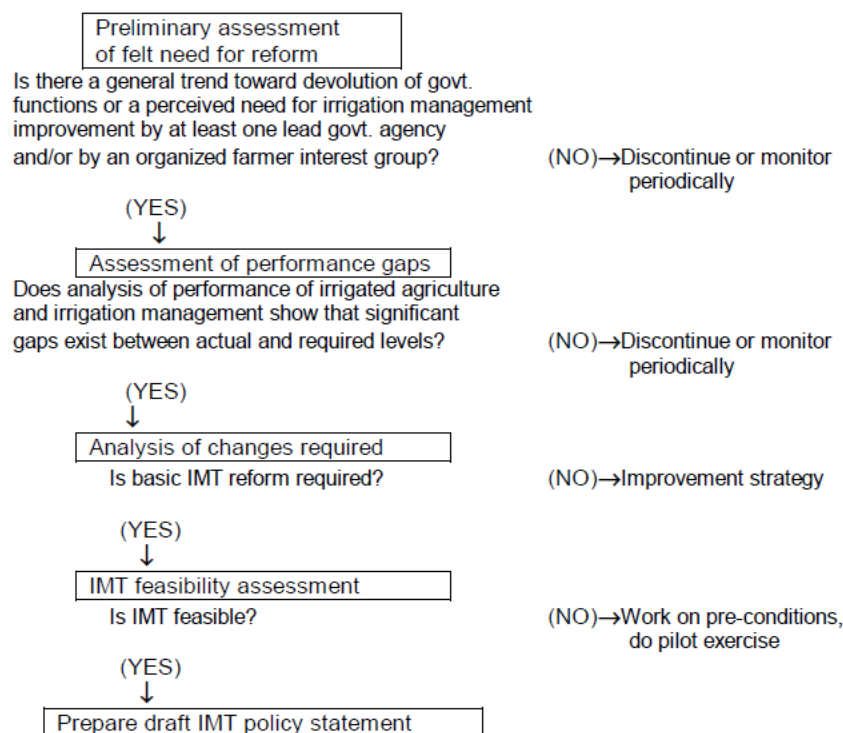 Preliminary assessment
of felt need for reform
Is there a general trend toward devolution of govt.
functions or a perceived need for irrigation management
improvement by at least one lead govt. agency
and/or by an organized farmer interest group? (NO)→Discontinue or monitor
periodically
(YES)
↓
Assessment of performance gaps
Does analysis of performance of irrigated agriculture
and irrigation management show that significant
gaps exist between actual and required levels? (NO)→Discontinue or monitor
periodically
(YES)
↓
Analysis of changes required
Is basic IMT reform required? (NO)→Improvement strategy
(YES)
↓
IMT feasibility assessment
Is IMT feasible? (NO)→Work on pre-conditions,
do pilot exercise
(YES)
↓
Prepare draft IMT policy statement